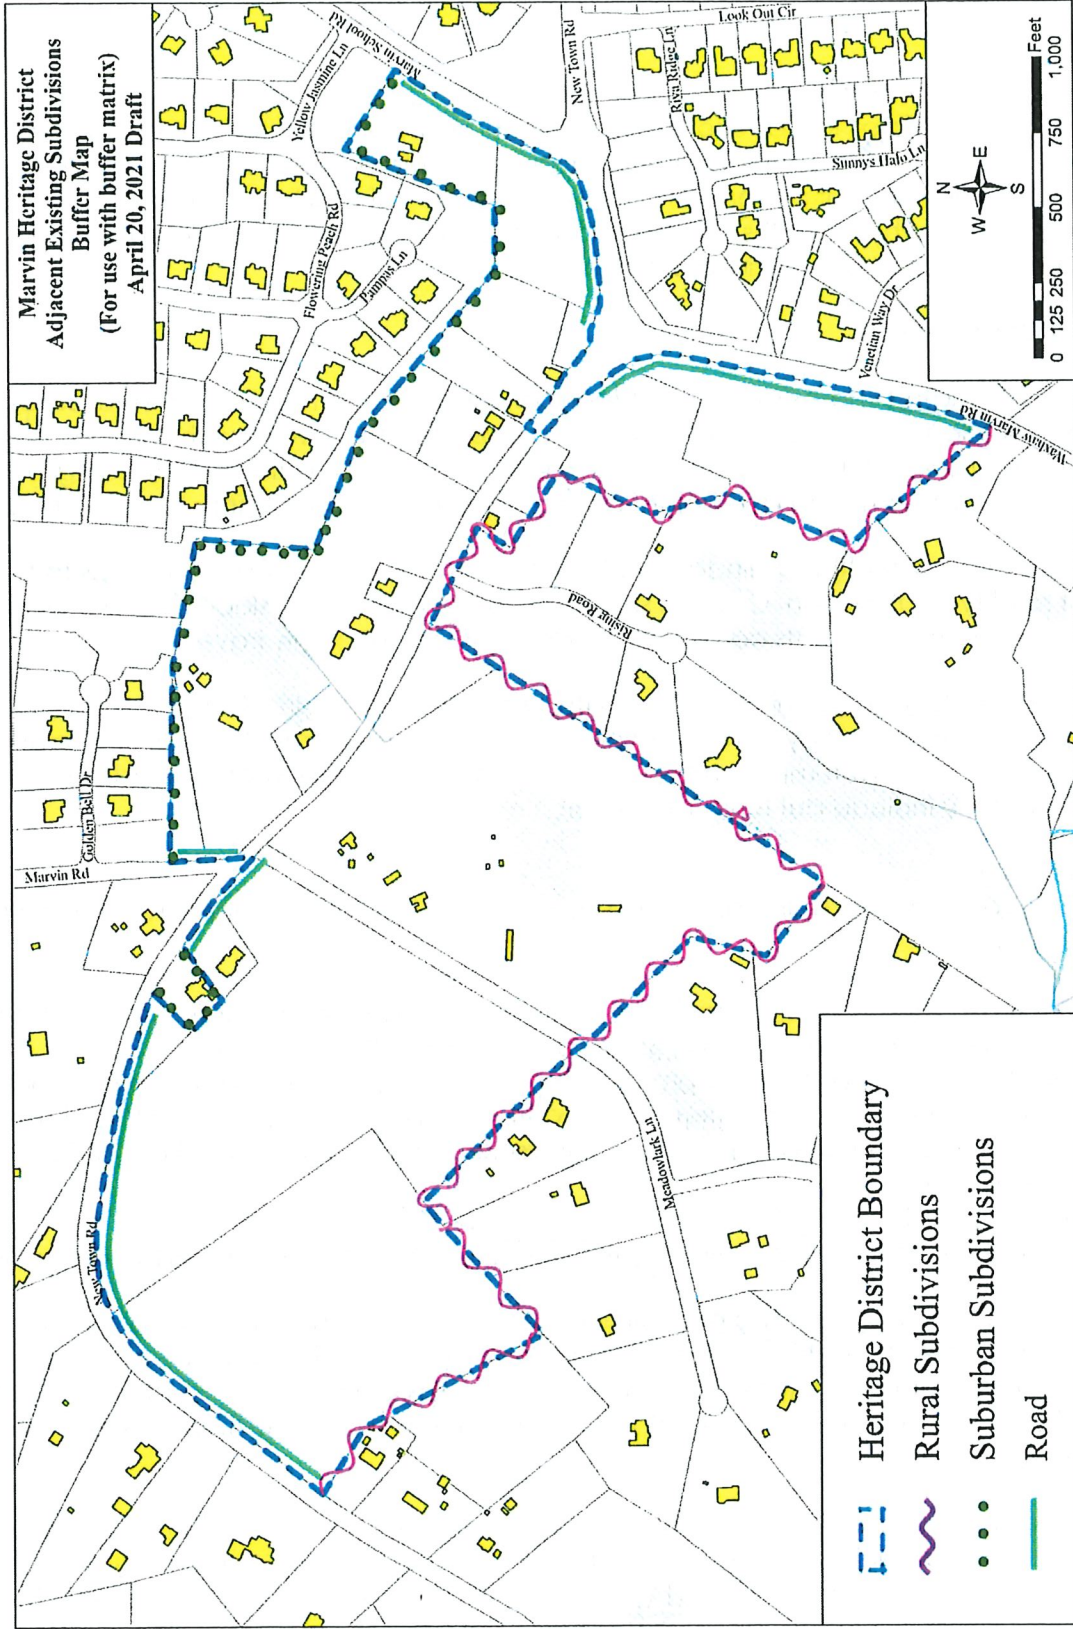 Marvin Heritage District
Adjacent Existing Subdivisions
Buffer Map
(For use with buffer matrix)
April 20, 2021 Draft
Look Out Cir
Marvin School Rd
New Town Rd
Yellow Jasmine Ln
Riva Ridge Ln
Sunnys Halo Ln
Flowering Peach Rd
Pampas Ln
Venetian Way Dr
Waxhaw Marvin Rd
Rising Road
Golden Bell Dr
Marvin Rd
New Town Rd
Meadowlark Ln
N
W E
S
0 125 250 500 750 1,000
Feet
Heritage District Boundary
Rural Subdivisions
Suburban Subdivisions
Road